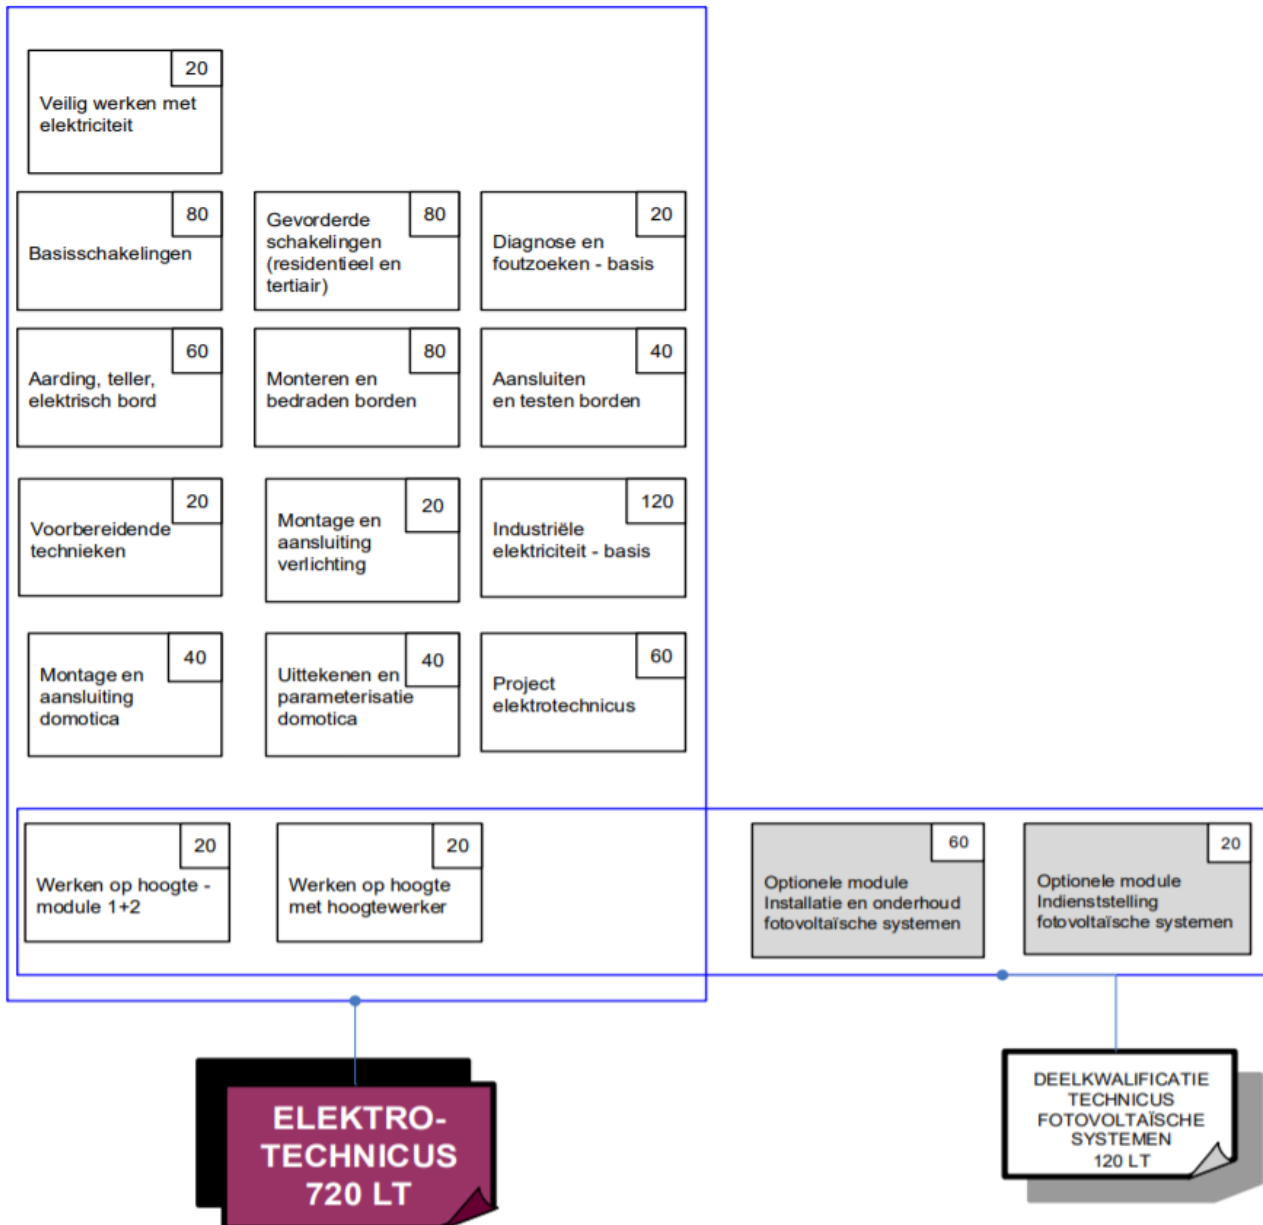 20
Veilig werken met
elektriciteit
80
Basisschakelingen
80
Gevorderde
schakelingen
(residentieel en
tertiair)
20
Diagnose en
foutzoeken - basis
60
Aarding, teller,
elektrisch bord
80
Monteren en
bedraden borden
40
Aansluiten
en testen borden
20
Voorbereidende
technieken
20
Montage en
aansluiting
verlichting
120
Industriële
elektriciteit - basis
40
Montage en
aansluiting
domotica
40
Uittekenen en
parameterisatie
domotica
60
Project
elektrotechnicus
20
Werken op hoogte -
module 1+2
20
Werken op hoogte
met hoogtewerker
60
Optionele module
Installatie en onderhoud
fotovoltaïsche systemen
20
Optionele module
Indienststelling
fotovoltaïsche systemen
ELEKTRO-
TECHNICUS
720 LT
DEELKWALIFICATIE
TECHNICUS
FOTOVOLTAÏSCHE
SYSTEMEN
120 LT